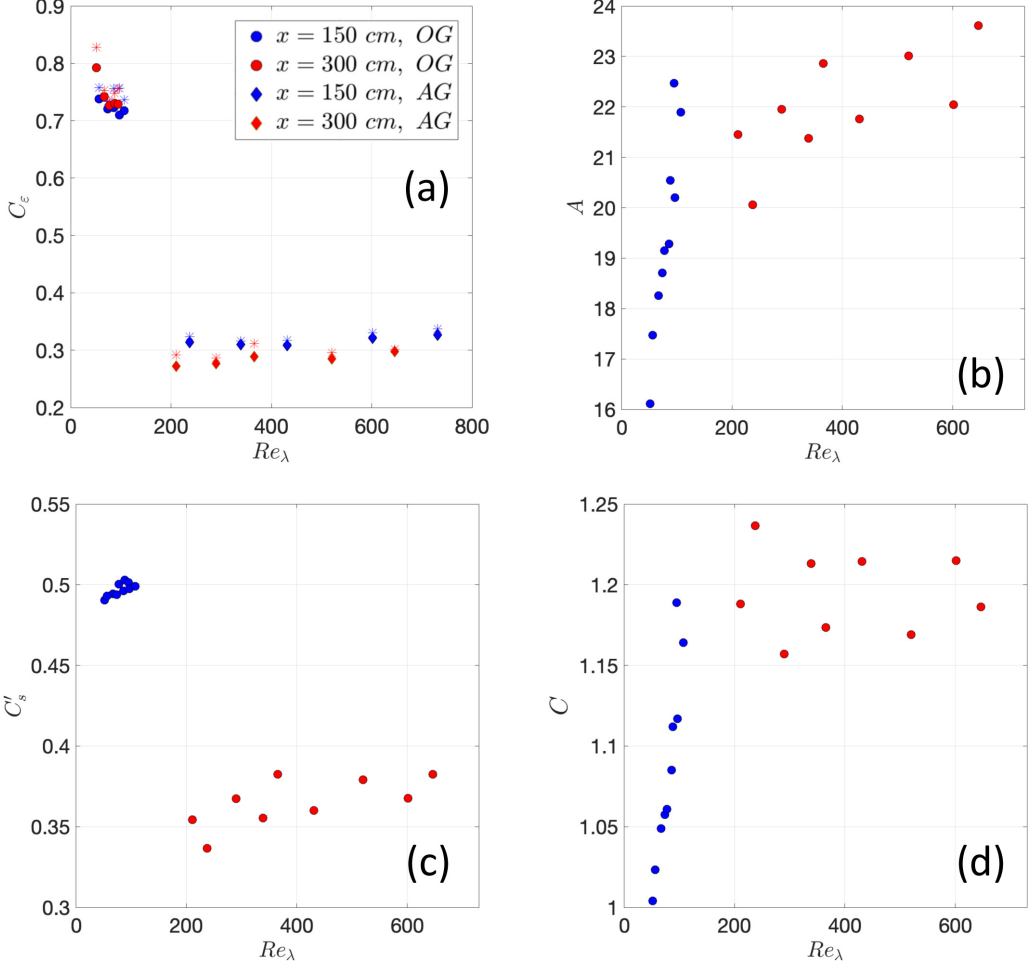 0.9
0.8
0.7
0.6
0.5
0.4
0.3
0.2
0
200
400
600
800
C_ε
Re_λ
x = 150 cm, OG
x = 300 cm, OG
x = 150 cm, AG
x = 300 cm, AG
(a)
24
23
22
21
20
19
18
17
16
0
200
400
600
A
Re_λ
(b)
0.55
0.5
0.45
0.4
0.35
0.3
0
200
400
600
C'_s
Re_λ
(c)
1.25
1.2
1.15
1.1
1.05
1
0
200
400
600
C
Re_λ
(d)